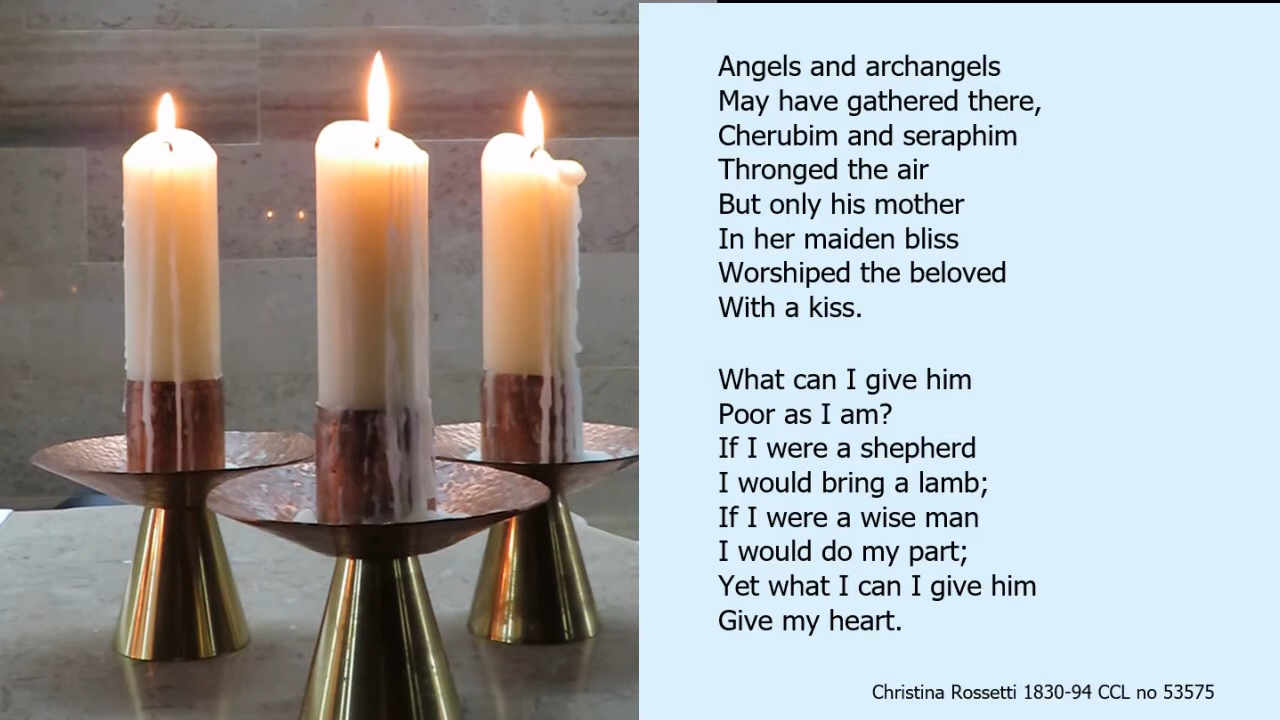 Angels and archangels
May have gathered there,
Cherubim and seraphim
Thronged the air
But only his mother
In her maiden bliss
Worshiped the beloved
With a kiss.

What can I give him
Poor as I am?
If I were a shepherd
I would bring a lamb;
If I were a wise man
I would do my part;
Yet what I can I give him
Give my heart.

Christina Rossetti 1830-94 CCL no 53575